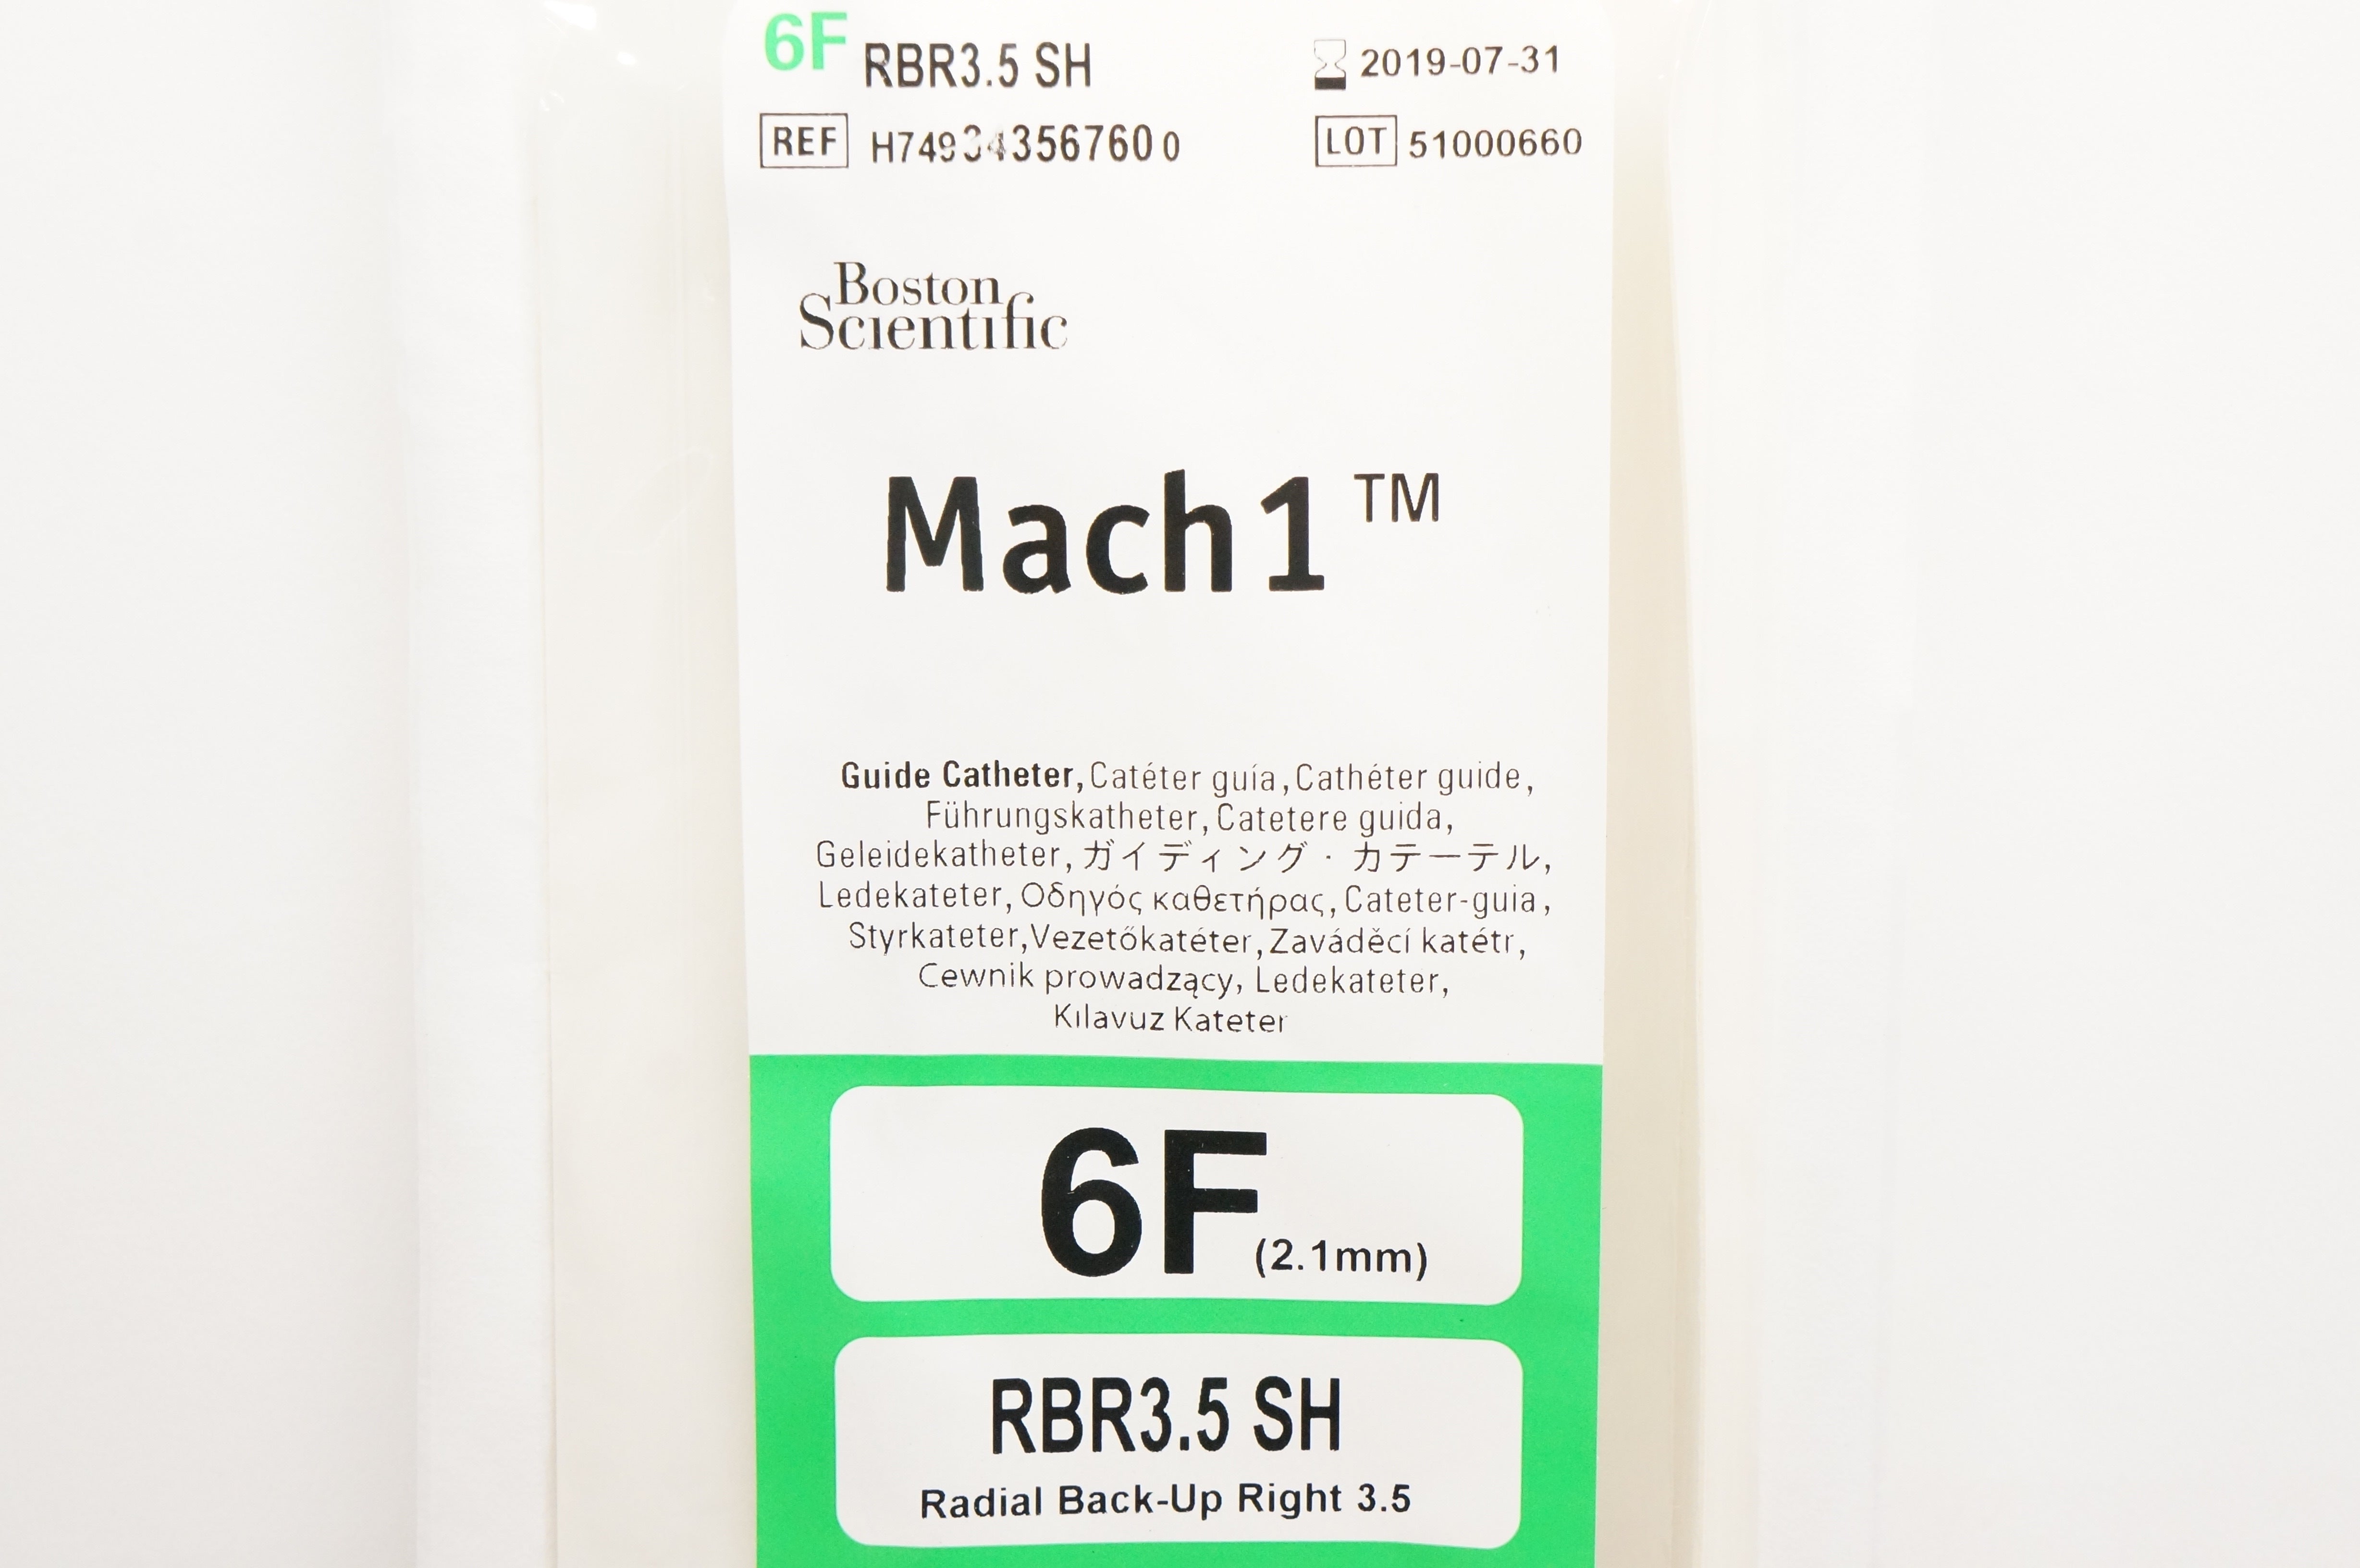 6F RBR3.5 SH 2019-07-31
REF H74934356760 0 LOT 51000660
Boston
Scientific
Mach1™
Guide Catheter, Catéter guía, Cathéter guide,
Führungskatheter, Catetere guida,
Geleidekatheter, ガイディング・カテーテル,
Ledekateter, Οδηγός καθετήρας, Cateter-guia,
Styrkateter, Vezetőkatéter, Zaváděcí katétr,
Cewnik prowadzący, Ledekateter,
Kılavuz Kateter
6F (2.1mm)
RBR3.5 SH
Radial Back-Up Right 3.5